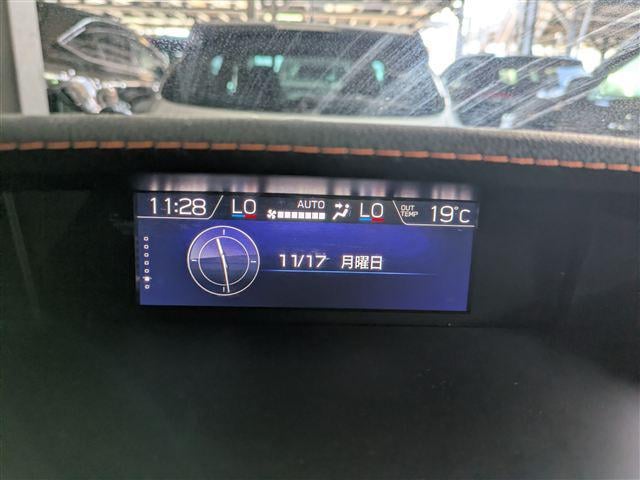 11:28 LO AUTO LO OUT TEMP 19℃
11/17 月曜日